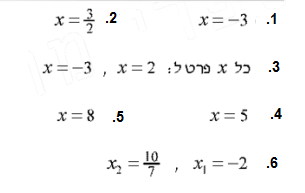 .1 x = -3   .2 x = 3/2
.3 כל x פרט ל: x = 2 , x = -3
.4 x = 5   .5 x = 8
.6 x₁ = -2 , x₂ = 10/7